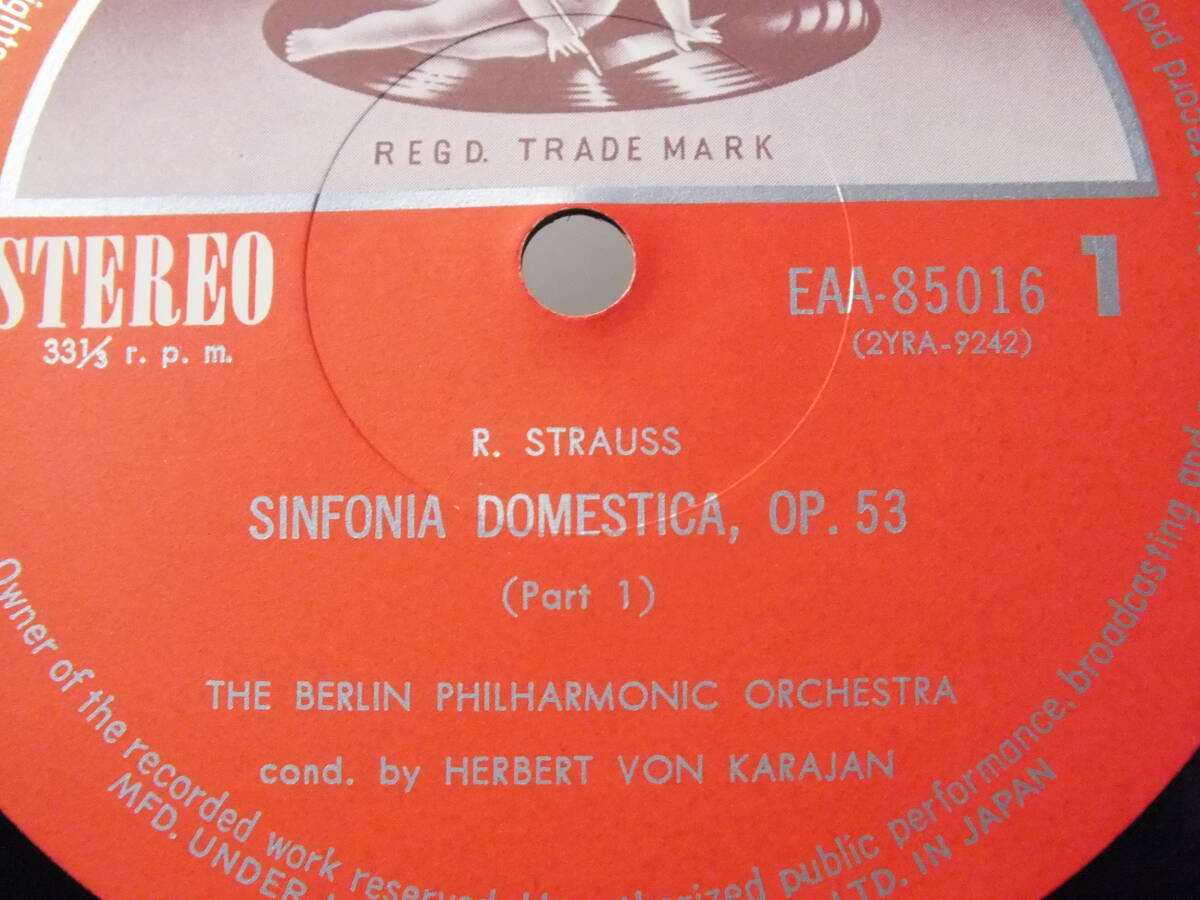 REGD. TRADE MARK
STEREO
33⅓ r. p. m.
EAA-85016 1
(2YRA-9242)
R. STRAUSS
SINFONIA DOMESTICA, OP. 53
(Part 1)
THE BERLIN PHILHARMONIC ORCHESTRA
cond. by HERBERT VON KARAJAN
Owner of the recorded work reserved. Unauthorized public performance, broadcasting and
record
MFD. UNDER
LTD. IN JAPAN